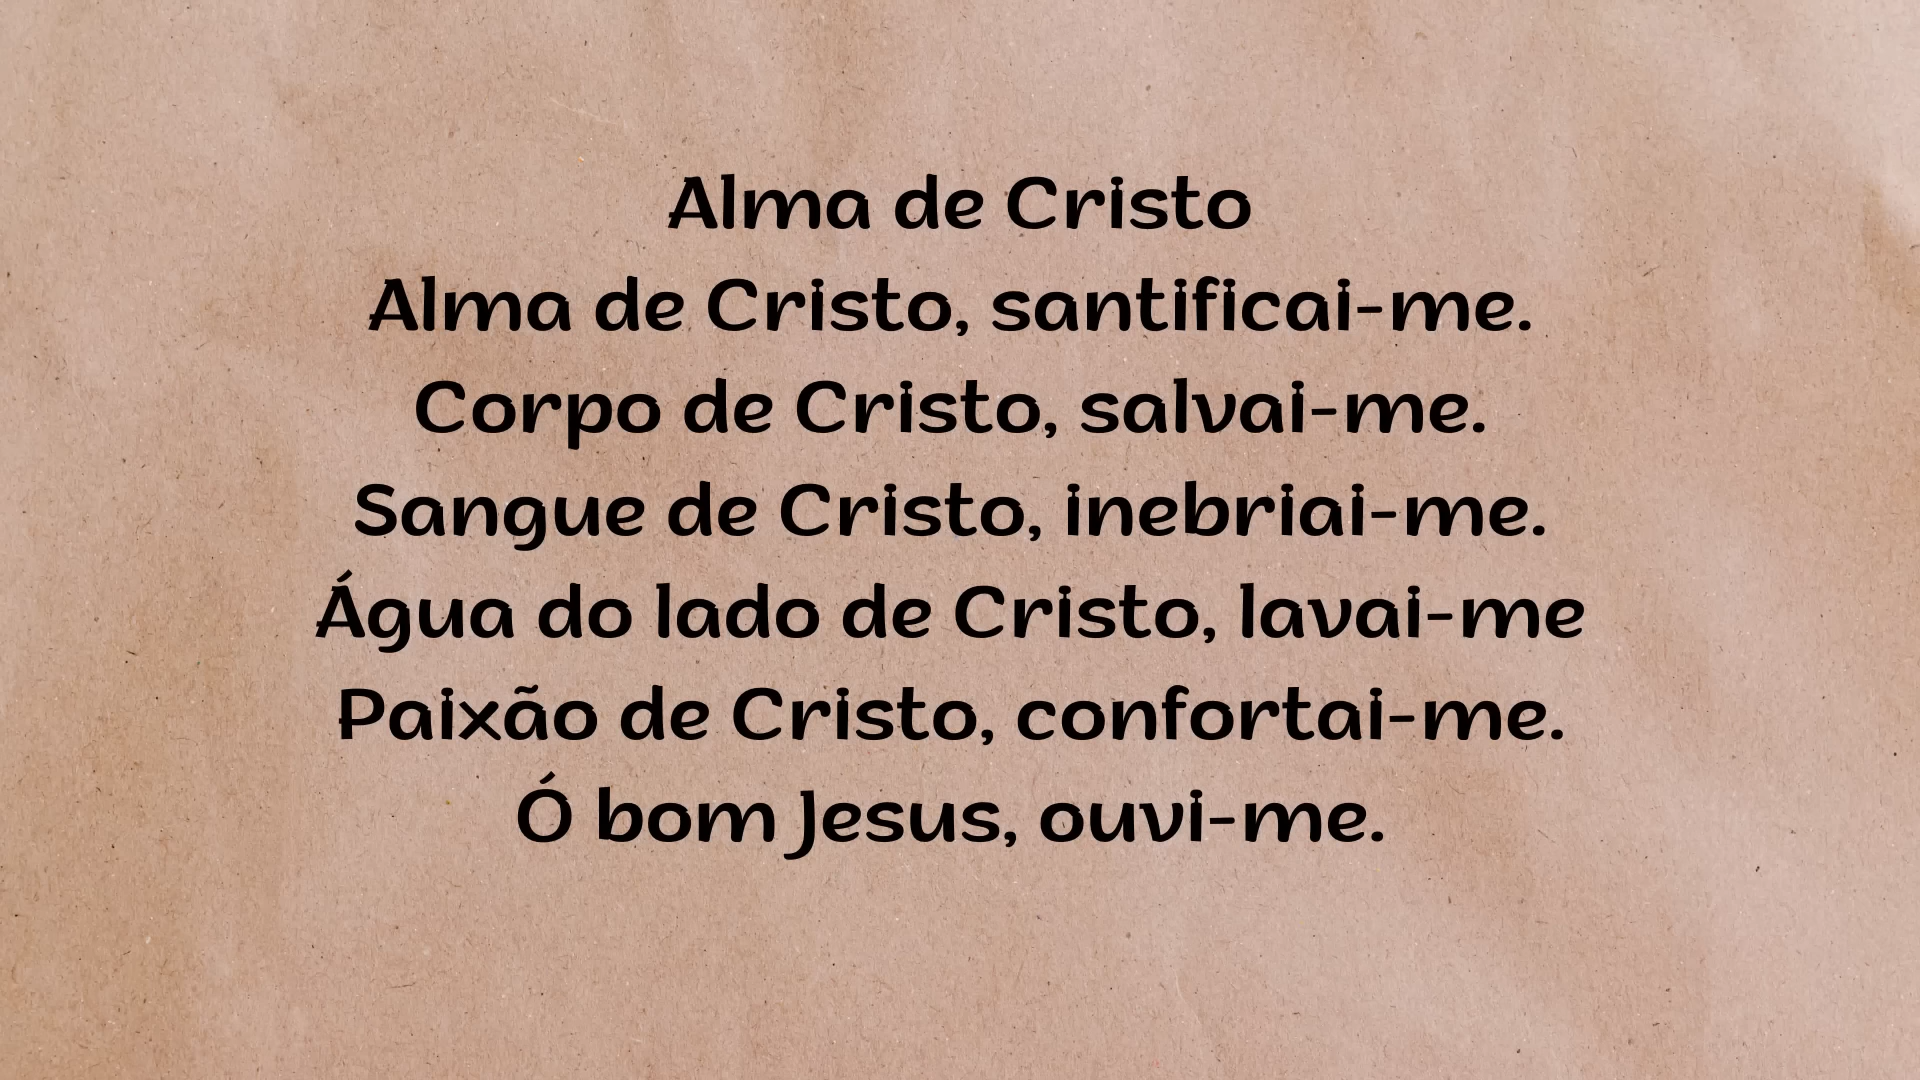 Alma de Cristo
Alma de Cristo, santificai-me.
Corpo de Cristo, salvai-me.
Sangue de Cristo, inebriai-me.
Água do lado de Cristo, lavai-me
Paixão de Cristo, confortai-me.
Ó bom Jesus, ouvi-me.